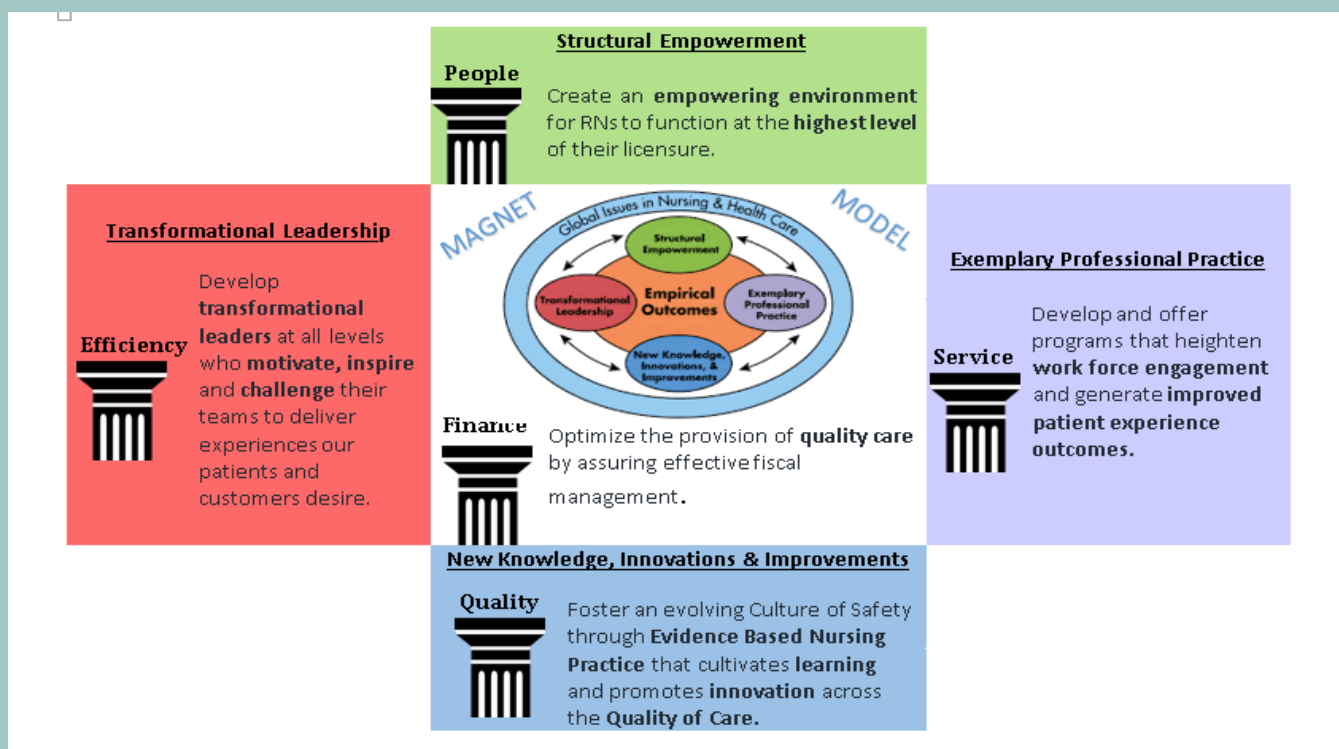 Structural Empowerment
People
Create an empowering environment
for RNs to function at the highest level
of their licensure.
Transformational Leadership
Efficiency
Develop
transformational
leaders at all levels
who motivate, inspire
and challenge their
teams to deliver
experiences our
patients and
customers desire.
MAGNET
MODEL
Global Issues in Nursing & Health Care
Structural
Empowerment
Transformational
Leadership
Empirical
Outcomes
Exemplary
Professional
Practice
New Knowledge,
Innovations, &
Improvements
Finance
Optimize the provision of quality care
by assuring effective fiscal
management.
Exemplary Professional Practice
Service
Develop and offer
programs that heighten
work force engagement
and generate improved
patient experience
outcomes.
New Knowledge, Innovations & Improvements
Quality
Foster an evolving Culture of Safety
through Evidence Based Nursing
Practice that cultivates learning
and promotes innovation across
the Quality of Care.